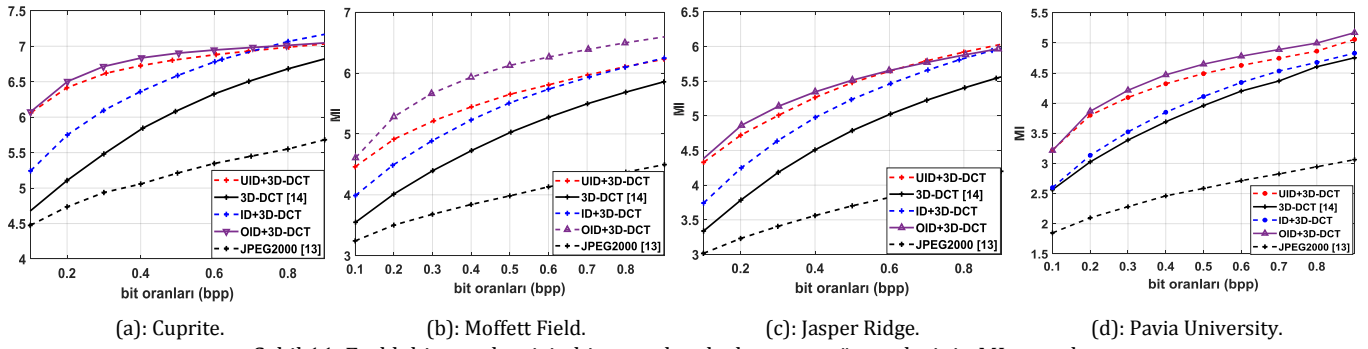 7.5
7
6.5
6
5.5
5
4.5
4
0.2
0.4
0.6
0.8
bit oranları (bpp)
UID+3D-DCT
3D-DCT [14]
ID+3D-DCT
OID+3D-DCT
JPEG2000 [13]
(a): Cuprite.
7
6
5
4
3
MI
0.1
0.2
0.3
0.4
0.5
0.6
0.7
0.8
bit oranları (bpp)
UID+3D-DCT
3D-DCT [14]
ID+3D-DCT
OID+3D-DCT
JPEG2000 [13]
(b): Moffett Field.
6.5
6
5.5
5
4.5
4
3.5
3
MI
0.2
0.4
0.6
0.8
bit oranları (bpp)
UID+3D-DCT
3D-DCT [14]
ID+3D-DCT
OID+3D-DCT
JPEG2000 [13]
(c): Jasper Ridge.
5.5
5
4.5
4
3.5
3
2.5
2
1.5
MI
0.1
0.2
0.3
0.4
0.5
0.6
0.7
0.8
bit oranları (bpp)
UID+3D-DCT
3D-DCT [14]
ID+3D-DCT
OID+3D-DCT
JPEG2000 [13]
(d): Pavia University.